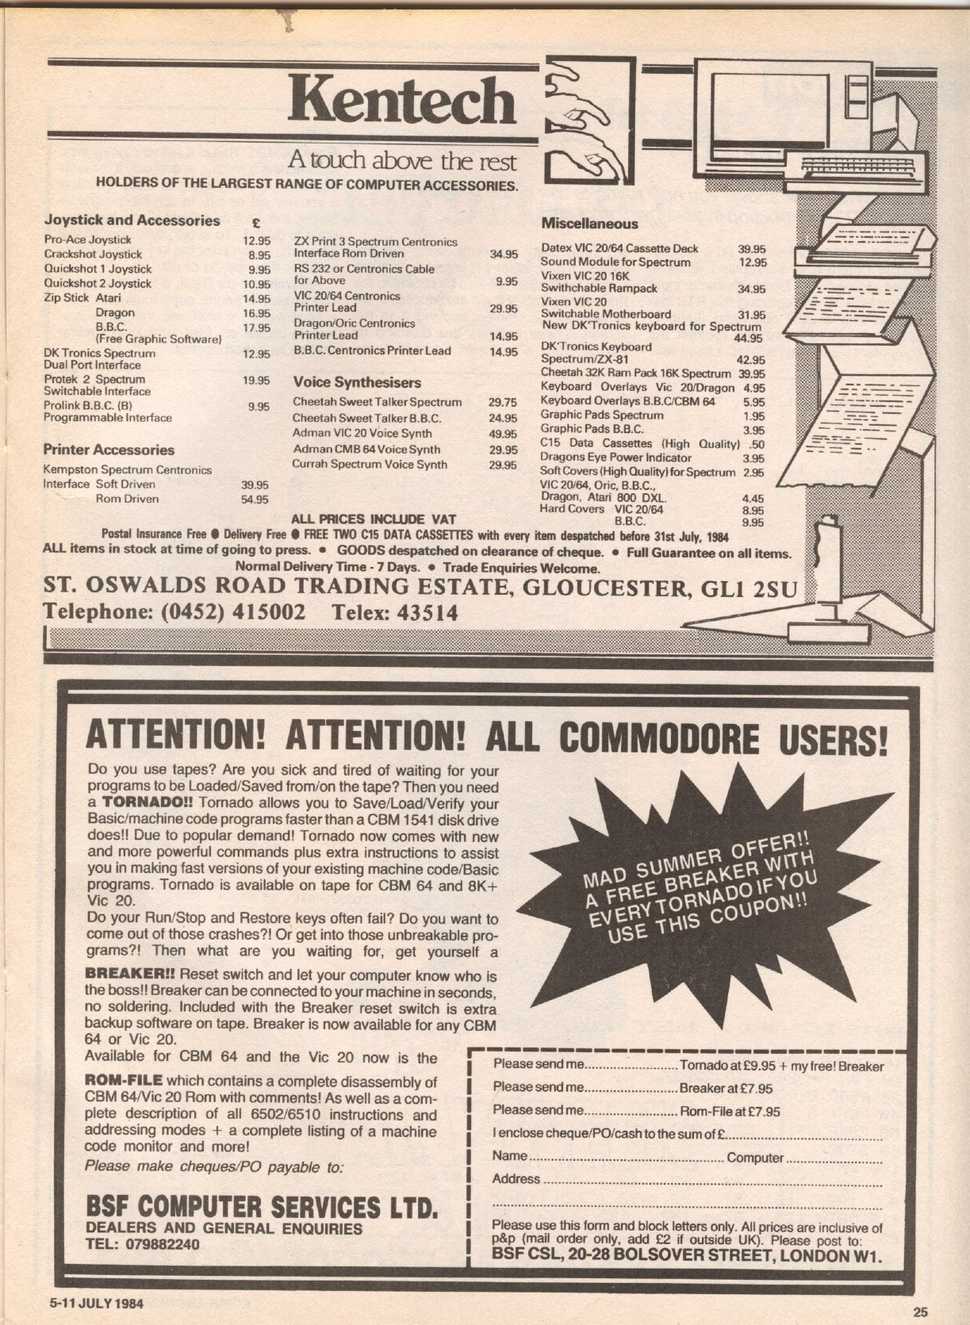 Kentech
A touch above the rest
HOLDERS OF THE LARGEST RANGE OF COMPUTER ACCESSORIES.
Joystick and Accessories £
Pro-Ace Joystick 12.95
Crackshot Joystick 8.95
Quickshot 1 Joystick 9.95
Quickshot 2 Joystick 10.95
Zip Stick Atari 14.95
Dragon 16.95
B.B.C. 17.95
(Free Graphic Software)
DK Tronics Spectrum 12.95
Dual Port Interface
Protek 2 Spectrum 19.95
Switchable Interface
Prolink B.B.C. (B) 9.95
Programmable Interface
Printer Accessories
Kempston Spectrum Centronics
Interface Soft Driven 39.95
Rom Driven 54.95
ZX Print 3 Spectrum Centronics
Interface Rom Driven 34.95
RS 232 or Centronics Cable
for Above 9.95
VIC 20/64 Centronics
Printer Lead 29.95
Dragon/Oric Centronics
Printer Lead 14.95
B.B.C. Centronics Printer Lead 14.95
Voice Synthesisers
Cheetah Sweet Talker Spectrum 29.75
Cheetah Sweet Talker B.B.C. 24.95
Adman VIC 20 Voice Synth 49.95
Adman CMB 64 Voice Synth 29.95
Currah Spectrum Voice Synth 29.95
Miscellaneous
Datex VIC 20/64 Cassette Deck 39.95
Sound Module for Spectrum 12.95
Vixen VIC 20 16K
Swithchable Rampack 34.95
Vixen VIC 20
Switchable Motherboard 31.95
New DK'Tronics keyboard for Spectrum
44.95
DK'Tronics Keyboard
Spectrum/ZX-81 42.95
Cheetah 32K Ram Pack 16K Spectrum 39.95
Keyboard Overlays Vic 20/Dragon 4.95
Keyboard Overlays B.B.C/CBM 64 5.95
Graphic Pads Spectrum 1.95
Graphic Pads B.B.C. 3.95
C15 Data Cassettes (High Quality) .50
Dragons Eye Power Indicator 3.95
Soft Covers (High Quality) for Spectrum 2.95
VIC 20/64, Oric, B.B.C.,
Dragon, Atari 800 DXL. 4.45
Hard Covers VIC 20/64 8.95
B.B.C. 9.95
ALL PRICES INCLUDE VAT
Postal Insurance Free ● Delivery Free ● FREE TWO C15 DATA CASSETTES with every item despatched before 31st July, 1984
ALL items in stock at time of going to press. ● GOODS despatched on clearance of cheque. ● Full Guarantee on all items.
Normal Delivery Time - 7 Days. ● Trade Enquiries Welcome.
ST. OSWALDS ROAD TRADING ESTATE, GLOUCESTER, GL1 2SU
Telephone: (0452) 415002 Telex: 43514
ATTENTION! ATTENTION! ALL COMMODORE USERS!
Do you use tapes? Are you sick and tired of waiting for your
programs to be Loaded/Saved from/on the tape? Then you need
a TORNADO!! Tornado allows you to Save/Load/Verify your
Basic/machine code programs faster than a CBM 1541 disk drive
does!! Due to popular demand! Tornado now comes with new
and more powerful commands plus extra instructions to assist
you in making fast versions of your existing machine code/Basic
programs. Tornado is available on tape for CBM 64 and 8K+
Vic 20.
Do your Run/Stop and Restore keys often fail? Do you want to
come out of those crashes?! Or get into those unbreakable pro-
grams?! Then what are you waiting for, get yourself a
BREAKER!! Reset switch and let your computer know who is
the boss!! Breaker can be connected to your machine in seconds,
no soldering. Included with the Breaker reset switch is extra
backup software on tape. Breaker is now available for any CBM
64 or Vic 20.
Available for CBM 64 and the Vic 20 now is the
ROM-FILE which contains a complete disassembly of
CBM 64/Vic 20 Rom with comments! As well as a com-
plete description of all 6502/6510 instructions and
addressing modes + a complete listing of a machine
code monitor and more!
Please make cheques/PO payable to:
BSF COMPUTER SERVICES LTD.
DEALERS AND GENERAL ENQUIRIES
TEL: 079882240
MAD SUMMER OFFER!!
A FREE BREAKER WITH
EVERY TORNADO IF YOU
USE THIS COUPON!!
Please send me............................Tornado at £9.95 + my free! Breaker
Please send me............................Breaker at £7.95
Please send me............................Rom-File at £7.95
I enclose cheque/PO/cash to the sum of £................................................
Name............................................................Computer..............................
Address........................................................................................................
........................................................................................................................
Please use this form and block letters only. All prices are inclusive of
p&p (mail order only, add £2 if outside UK). Please post to:
BSF CSL, 20-28 BOLSOVER STREET, LONDON W1.
5-11 JULY 1984
25